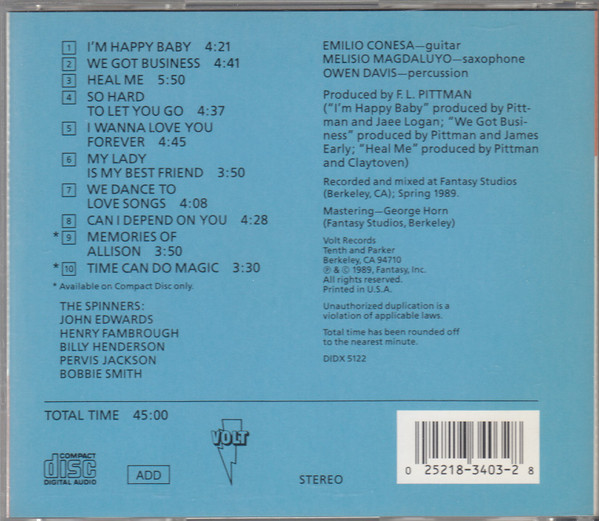 1 I'M HAPPY BABY 4:21
2 WE GOT BUSINESS 4:41
3 HEAL ME 5:50
4 SO HARD
TO LET YOU GO 4:37
5 I WANNA LOVE YOU
FOREVER 4:45
6 MY LADY
IS MY BEST FRIEND 3:50
7 WE DANCE TO
LOVE SONGS 4:08
8 CAN I DEPEND ON YOU 4:28
* 9 MEMORIES OF
ALLISON 3:50
* 10 TIME CAN DO MAGIC 3:30
* Available on Compact Disc only.
THE SPINNERS:
JOHN EDWARDS
HENRY FAMBROUGH
BILLY HENDERSON
PERVIS JACKSON
BOBBIE SMITH
EMILIO CONESA—guitar
MELISIO MAGDALUYO—saxophone
OWEN DAVIS—percussion
Produced by F. L. PITTMAN
("I'm Happy Baby" produced by Pitt-
man and Jaee Logan; "We Got Busi-
ness" produced by Pittman and James
Early; "Heal Me" produced by Pittman
and Claytoven)
Recorded and mixed at Fantasy Studios
(Berkeley, CA); Spring 1989.
Mastering—George Horn
(Fantasy Studios, Berkeley)
Volt Records
Tenth and Parker
Berkeley, CA 94710
℗ & © 1989, Fantasy, Inc.
All rights reserved.
Printed in U.S.A.
Unauthorized duplication is a
violation of applicable laws.
Total time has been rounded off
to the nearest minute.
DIDX 5122
TOTAL TIME 45:00
COMPACT
disc
DIGITAL AUDIO
ADD
VOLT
STEREO
0 25218-3403-2 8